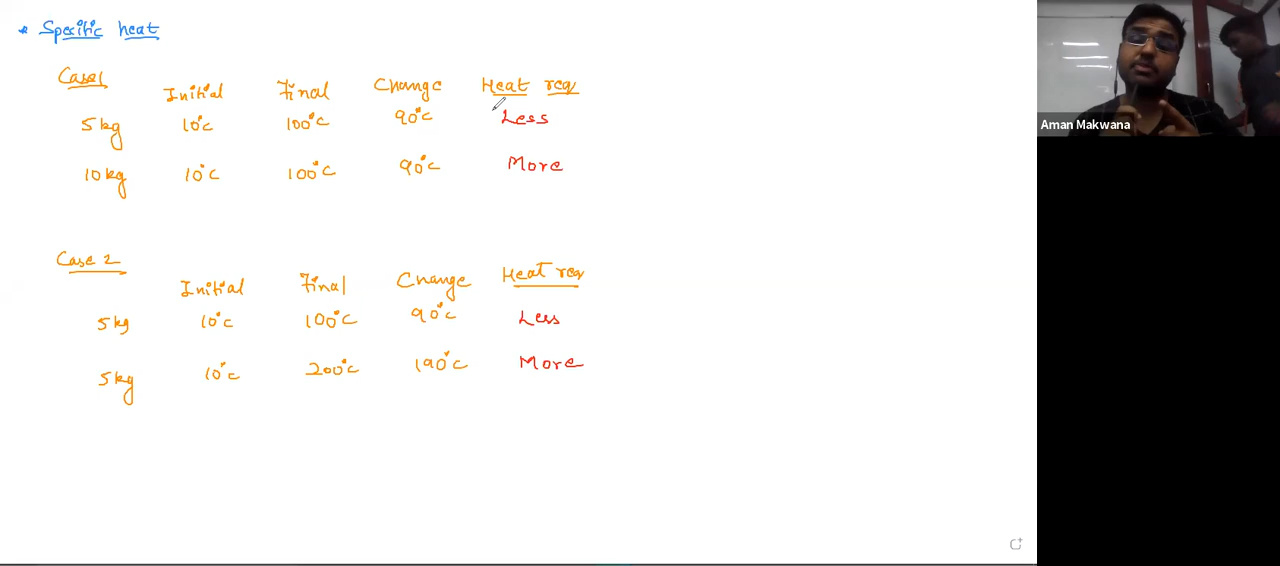 * Specific heat
Case 1
Initial Final Change Heat req
5 kg 10°C 100°C 90°C Less
10 kg 10°C 100°C 90°C More
Case 2
Initial Final Change Heat req
5 kg 10°C 100°C 90°C Less
5 kg 10°C 200°C 190°C More
Aman Makwana